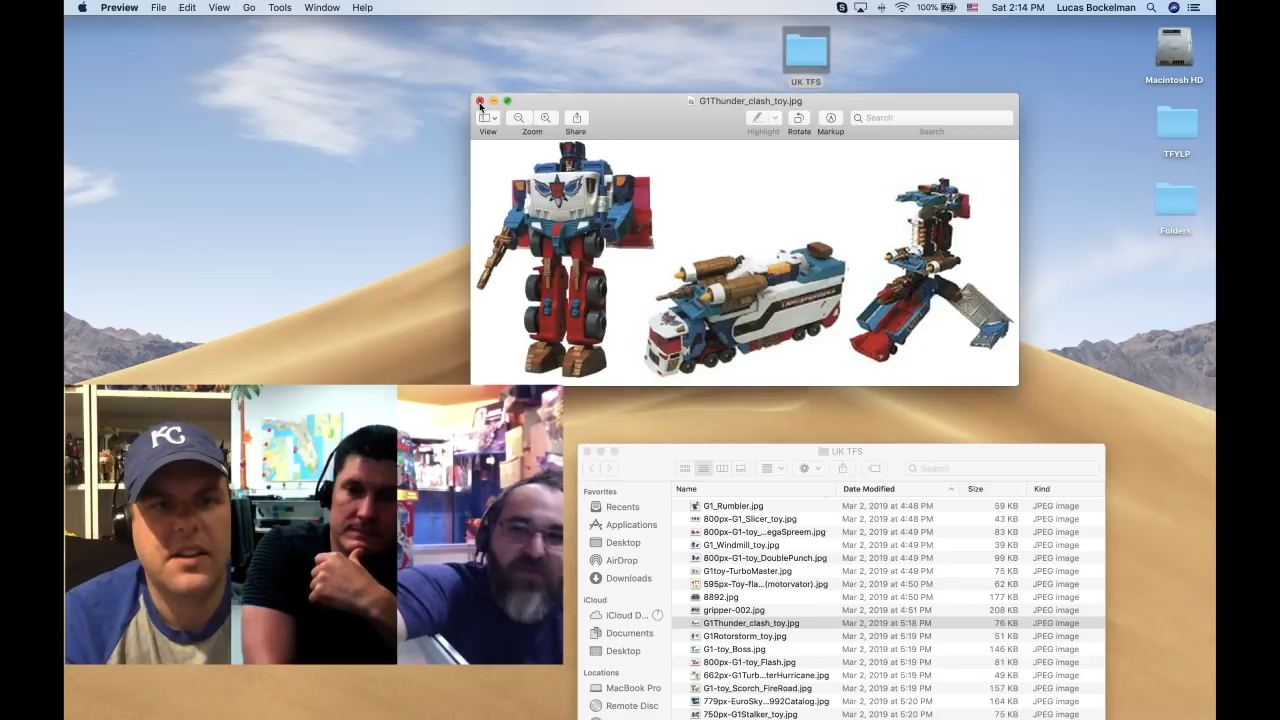 Preview File Edit View Go Tools Window Help 100% Sat 2:14 PM Lucas Bockelman
UK TFS
Macintosh HD
G1Thunder_clash_toy.jpg
Search
View Zoom Share Highlight Rotate Markup Search
TFYLP
Folders
KC
UK TFS
Search
Favorites
Recents
Applications
Desktop
AirDrop
Downloads
iCloud
iCloud D...
Documents
Desktop
Locations
MacBook Pro
Remote Disc
Name Date Modified Size Kind
G1_Rumbler.jpg Mar 2, 2019 at 4:48 PM 59 KB JPEG image
800px-G1_Slicer_toy.jpg Mar 2, 2019 at 4:48 PM 43 KB JPEG image
800px-G1-toy_...egaSpreem.jpg Mar 2, 2019 at 4:49 PM 83 KB JPEG image
G1_Windmill_toy.jpg Mar 2, 2019 at 4:49 PM 39 KB JPEG image
800px-G1-toy_DoublePunch.jpg Mar 2, 2019 at 4:49 PM 99 KB JPEG image
G1toy-TurboMaster.jpg Mar 2, 2019 at 4:50 PM 75 KB JPEG image
595px-Toy-fla...(motorvator).jpg Mar 2, 2019 at 4:50 PM 62 KB JPEG image
8892.jpg Mar 2, 2019 at 4:50 PM 177 KB JPEG image
gripper-002.jpg Mar 2, 2019 at 4:51 PM 208 KB JPEG image
G1Thunder_clash_toy.jpg Mar 2, 2019 at 5:18 PM 76 KB JPEG image
G1Rotorstorm_toy.jpg Mar 2, 2019 at 5:19 PM 51 KB JPEG image
G1-toy_Boss.jpg Mar 2, 2019 at 5:19 PM 146 KB JPEG image
800px-G1-toy_Flash.jpg Mar 2, 2019 at 5:19 PM 81 KB JPEG image
662px-G1Turb...terHurricane.jpg Mar 2, 2019 at 5:19 PM 49 KB JPEG image
G1-toy_Scorch_FireRoad.jpg Mar 2, 2019 at 5:19 PM 157 KB JPEG image
779px-EuroSky...992Catalog.jpg Mar 2, 2019 at 5:20 PM 164 KB JPEG image
750px-G1Stalker_toy.jpg Mar 2, 2019 at 5:20 PM 75 KB JPEG image